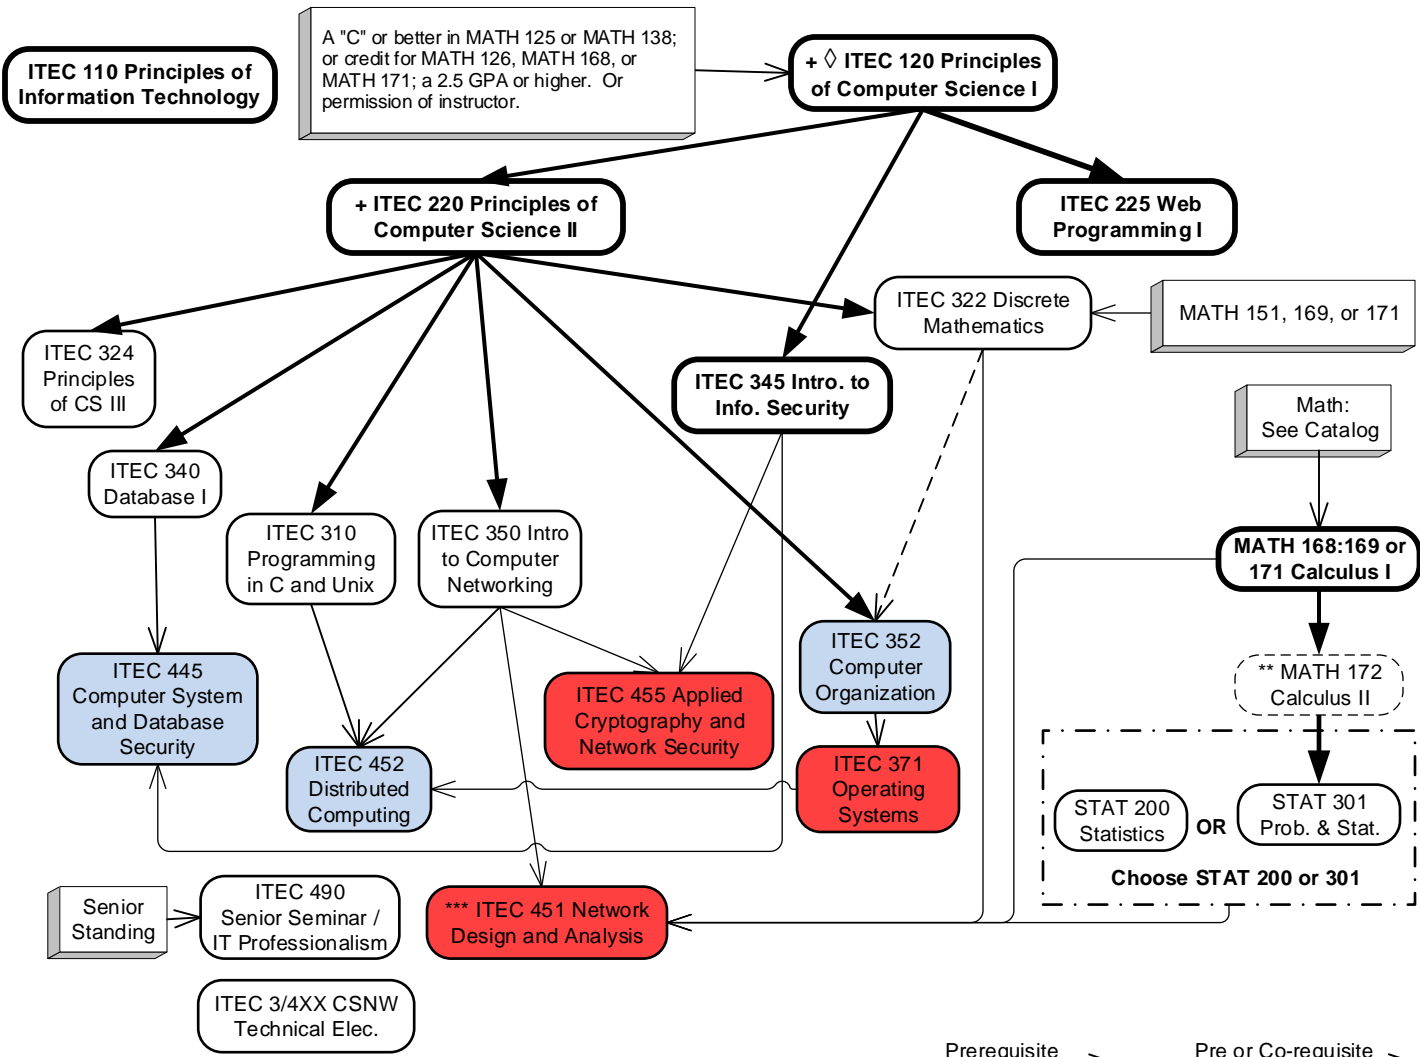 A "C" or better in MATH 125 or MATH 138;
or credit for MATH 126, MATH 168, or
MATH 171; a 2.5 GPA or higher.  Or
permission of instructor.
ITEC 110 Principles of
Information Technology
+ ◊ ITEC 120 Principles
of Computer Science I
+ ITEC 220 Principles of
Computer Science II
ITEC 225 Web
Programming I
ITEC 322 Discrete
Mathematics
MATH 151, 169, or 171
ITEC 324
Principles
of CS III
ITEC 345 Intro. to
Info. Security
Math:
See Catalog
ITEC 340
Database I
ITEC 310
Programming
in C and Unix
ITEC 350 Intro
to Computer
Networking
MATH 168:169 or
171 Calculus I
ITEC 352
Computer
Organization
** MATH 172
Calculus II
ITEC 445
Computer System
and Database
Security
ITEC 455 Applied
Cryptography and
Network Security
ITEC 452
Distributed
Computing
ITEC 371
Operating
Systems
STAT 200
Statistics
OR
STAT 301
Prob. & Stat.
Choose STAT 200 or 301
Senior
Standing
ITEC 490
Senior Seminar /
IT Professionalism
*** ITEC 451 Network
Design and Analysis
ITEC 3/4XX CSNW
Technical Elec.
Prerequisite
Pre or Co-requisite